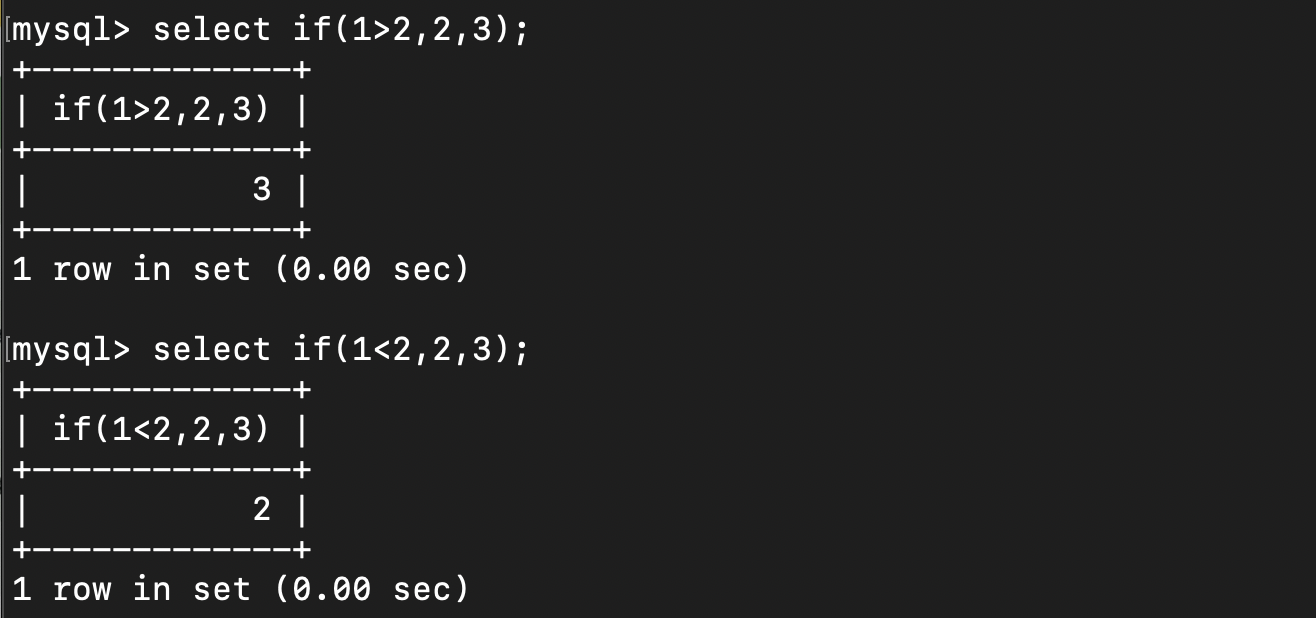 mysql> select if(1>2,2,3);
+-------------+
| if(1>2,2,3) |
+-------------+
|           3 |
+-------------+
1 row in set (0.00 sec)

mysql> select if(1<2,2,3);
+-------------+
| if(1<2,2,3) |
+-------------+
|           2 |
+-------------+
1 row in set (0.00 sec)